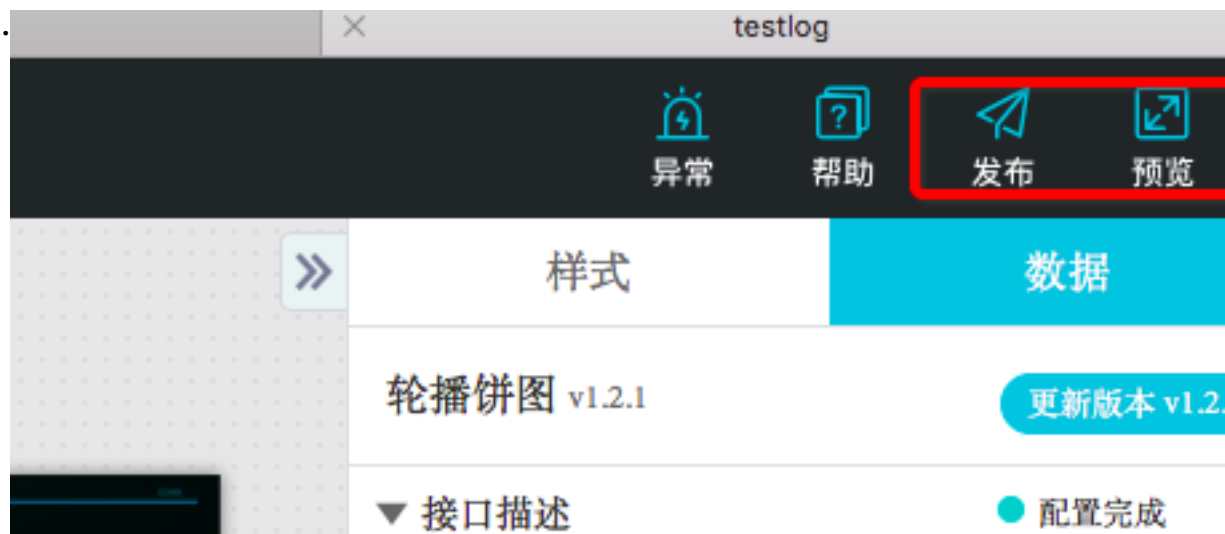 testlog
异常 帮助 发布 预览
样式 数据
轮播饼图 v1.2.1 更新版本 v1.2.
▼ 接口描述 配置完成